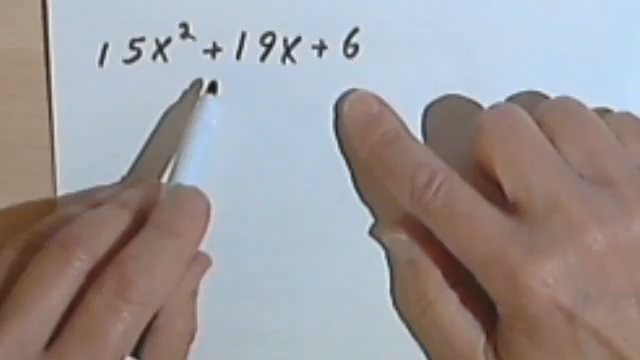 15x² + 19x + 6